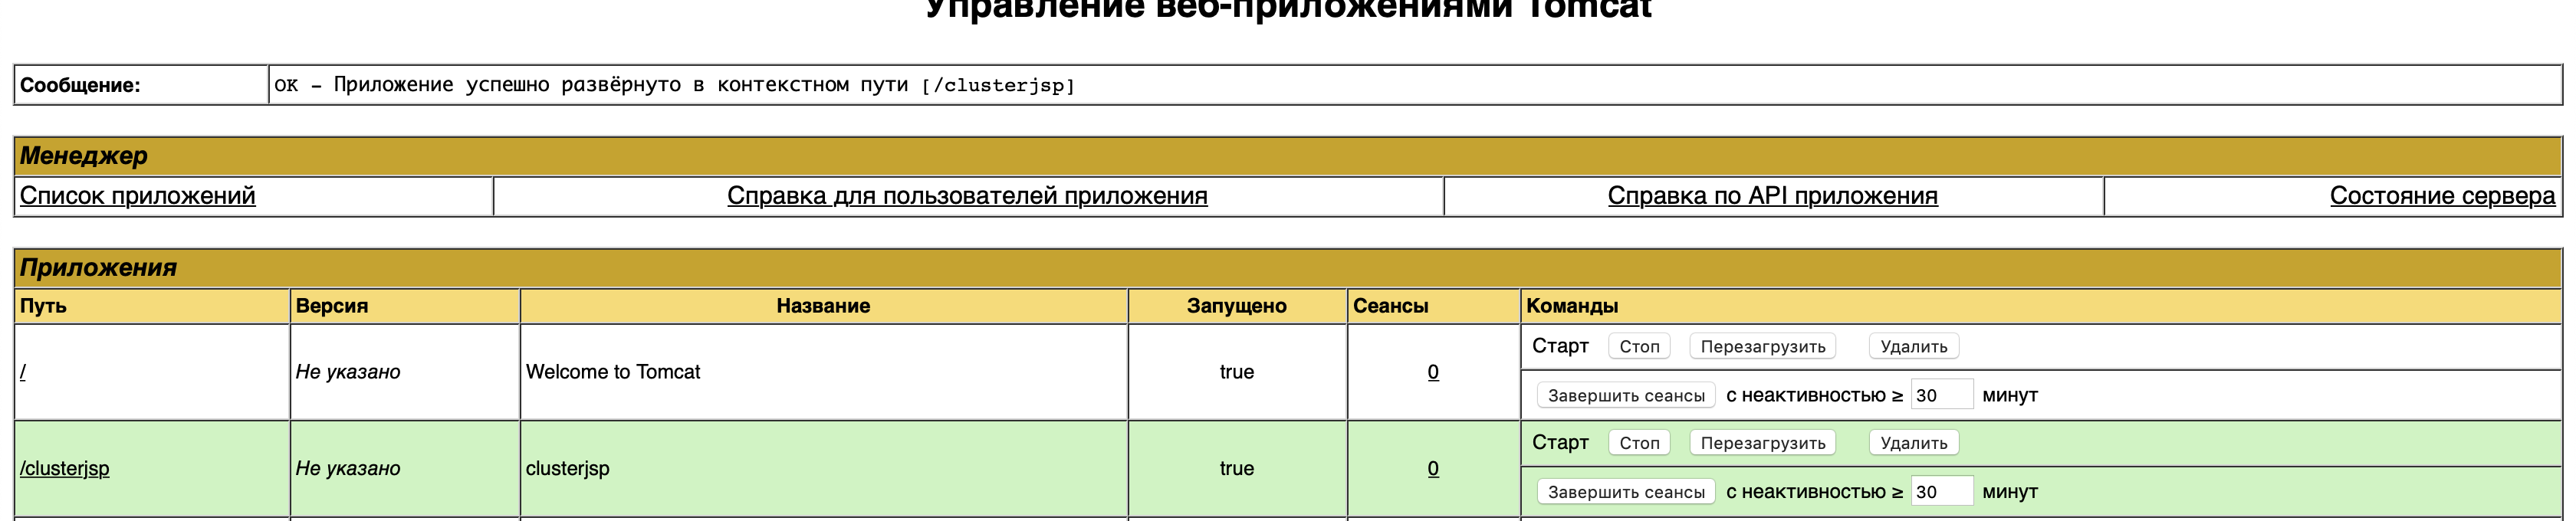 Управление веб-приложениями Tomcat
Сообщение: OK - Приложение успешно развёрнуто в контекстном пути [/clusterjsp]
Менеджер
Список приложений Справка для пользователей приложения Справка по API приложения Состояние сервера
Приложения
Путь Версия Название Запущено Сеансы Команды
/ Не указано Welcome to Tomcat true 0 Старт Стоп Перезагрузить Удалить
Завершить сеансы с неактивностью ≥ 30 минут
/clusterjsp Не указано clusterjsp true 0 Старт Стоп Перезагрузить Удалить
Завершить сеансы с неактивностью ≥ 30 минут